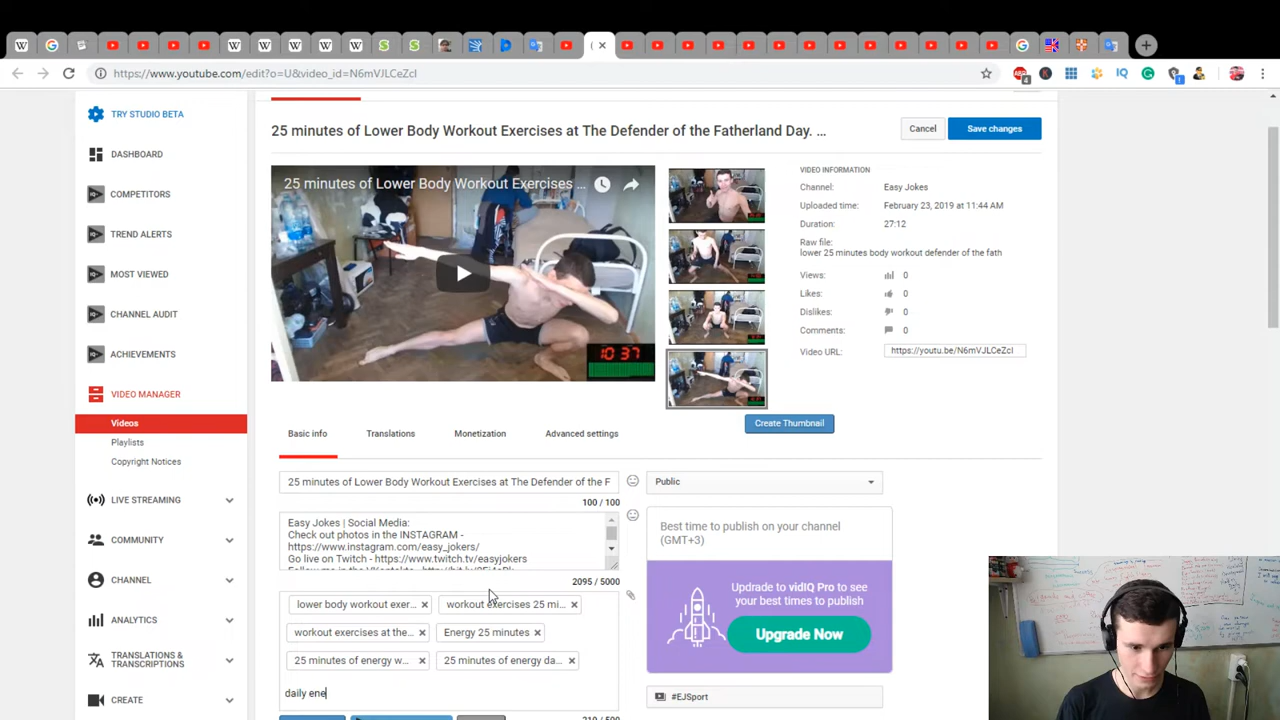 https://www.youtube.com/edit?o=U&video_id=N6mVJLCeZcI
TRY STUDIO BETA
DASHBOARD
COMPETITORS
TREND ALERTS
MOST VIEWED
CHANNEL AUDIT
ACHIEVEMENTS
VIDEO MANAGER
Videos
Playlists
Copyright Notices
LIVE STREAMING
COMMUNITY
CHANNEL
ANALYTICS
TRANSLATIONS &
TRANSCRIPTIONS
CREATE
25 minutes of Lower Body Workout Exercises at The Defender of the Fatherland Day. ...
Cancel
Save changes
25 minutes of Lower Body Workout Exercises ...
10 37
VIDEO INFORMATION
Channel: Easy Jokes
Uploaded time: February 23, 2019 at 11:44 AM
Duration: 27:12
Raw file:
lower 25 minutes body workout defender of the fath
Views: 0
Likes: 0
Dislikes: 0
Comments: 0
Video URL: https://youtu.be/N6mVJLCeZcI
Create Thumbnail
Basic info
Translations
Monetization
Advanced settings
25 minutes of Lower Body Workout Exercises at The Defender of the F
100 / 100
Public
Easy Jokes | Social Media:
Check out photos in the INSTAGRAM -
https://www.instagram.com/easy_jokers/
Go live on Twitch - https://www.twitch.tv/easyjokers
2095 / 5000
Best time to publish on your channel
(GMT+3)
Updrade to vidIQ Pro to see
your best times to publish
Upgrade Now
lower body workout exer...
workout exercises 25 mi...
workout exercises at the...
Energy 25 minutes
25 minutes of energy w...
25 minutes of energy da...
daily ene
210 / 500
#EJSport